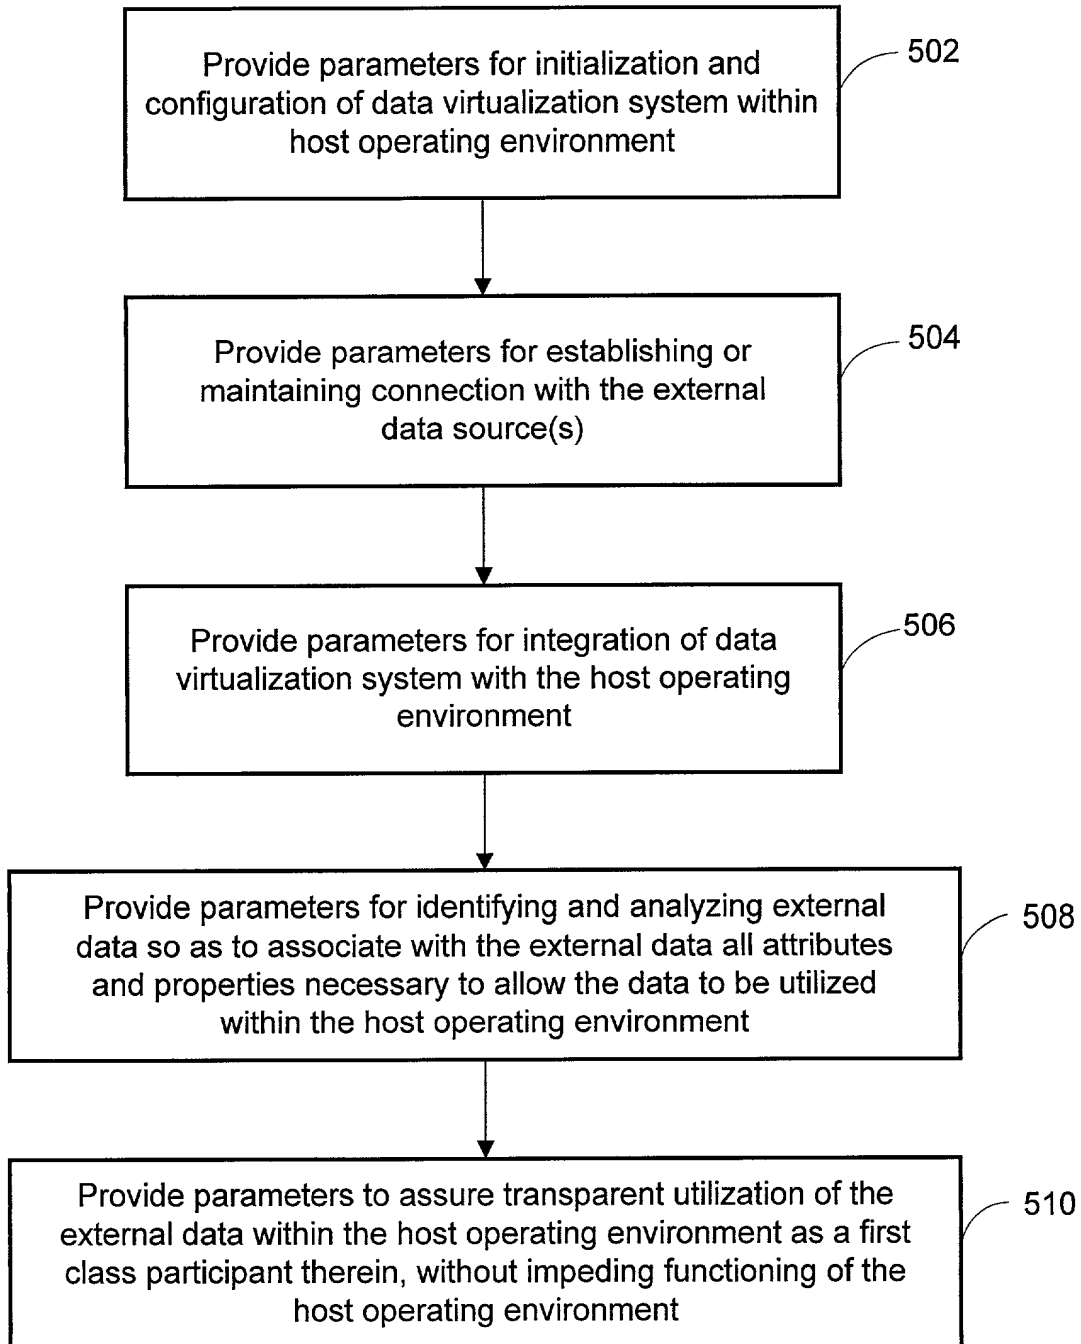 Provide parameters for initialization and
configuration of data virtualization system within
host operating environment
502
Provide parameters for establishing or
maintaining connection with the external
data source(s)
504
Provide parameters for integration of data
virtualization system with the host operating
environment
506
Provide parameters for identifying and analyzing external
data so as to associate with the external data all attributes
and properties necessary to allow the data to be utilized
within the host operating environment
508
Provide parameters to assure transparent utilization of the
external data within the host operating environment as a first
class participant therein, without impeding functioning of the
host operating environment
510